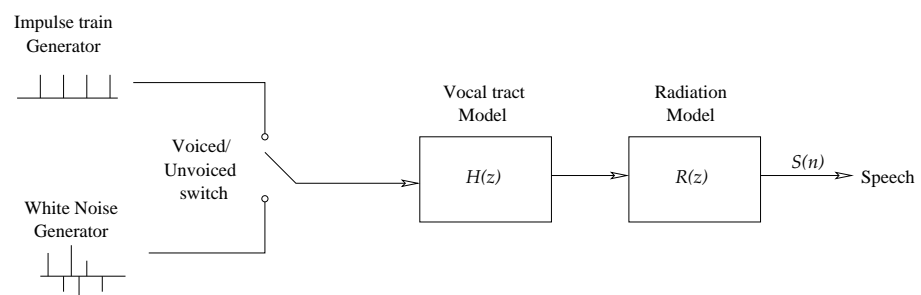 Impulse train
Generator
Vocal tract
Model
Radiation
Model
Voiced/
Unvoiced
switch
H(z)
R(z)
S(n)
Speech
White Noise
Generator